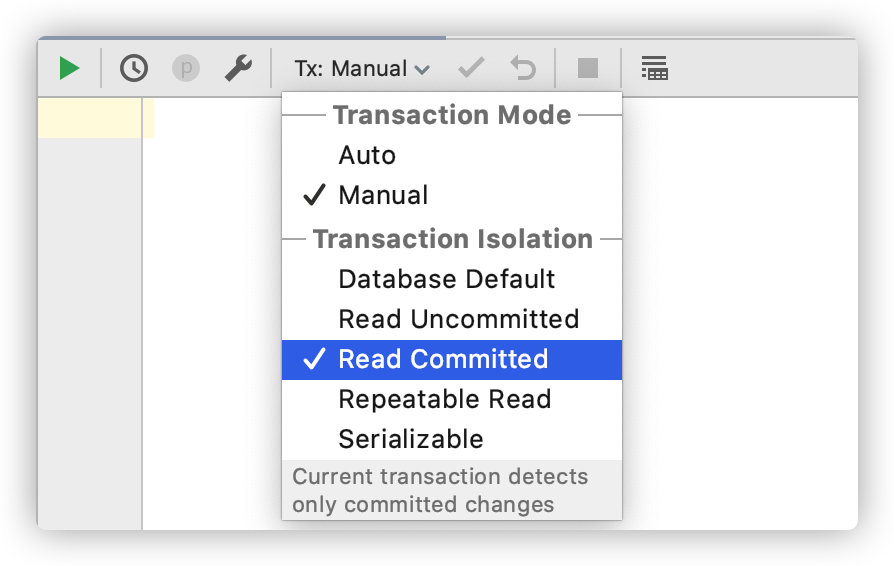 p
Tx: Manual
Transaction Mode
Auto
Manual
Transaction Isolation
Database Default
Read Uncommitted
Read Committed
Repeatable Read
Serializable
Current transaction detects
only committed changes